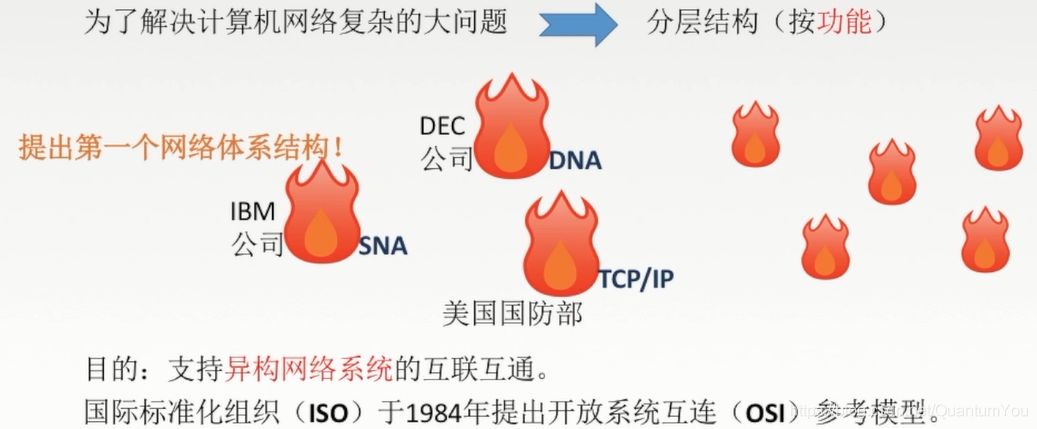 为了解决计算机网络复杂的大问题 分层结构（按功能）
提出第一个网络体系结构！
DEC
公司
DNA
IBM
公司
SNA
TCP/IP
美国国防部
目的：支持异构网络系统的互联互通。
国际标准化组织（ISO）于1984年提出开放系统互连（OSI）参考模型。